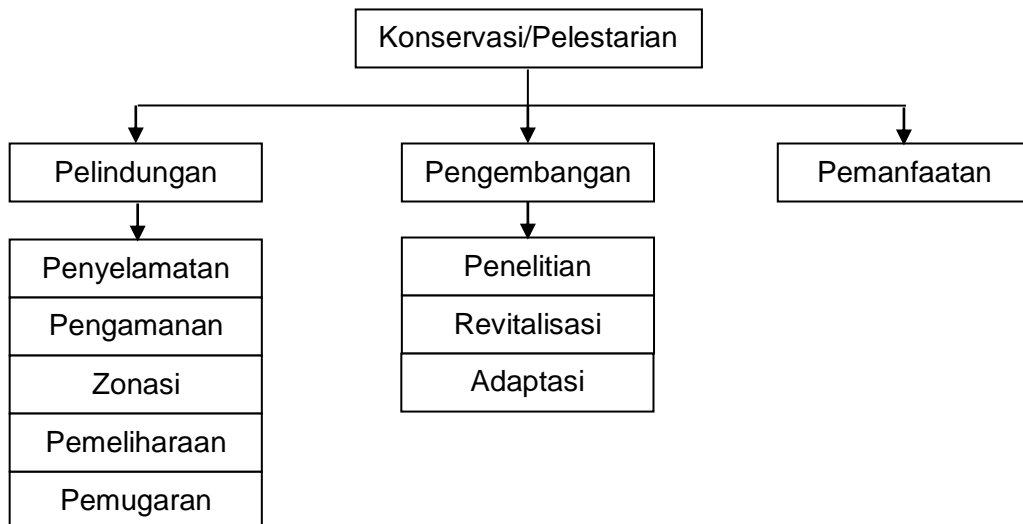 Konservasi/Pelestarian
Pelindungan
Pengembangan
Pemanfaatan
Penyelamatan
Pengamanan
Zonasi
Pemeliharaan
Pemugaran
Penelitian
Revitalisasi
Adaptasi